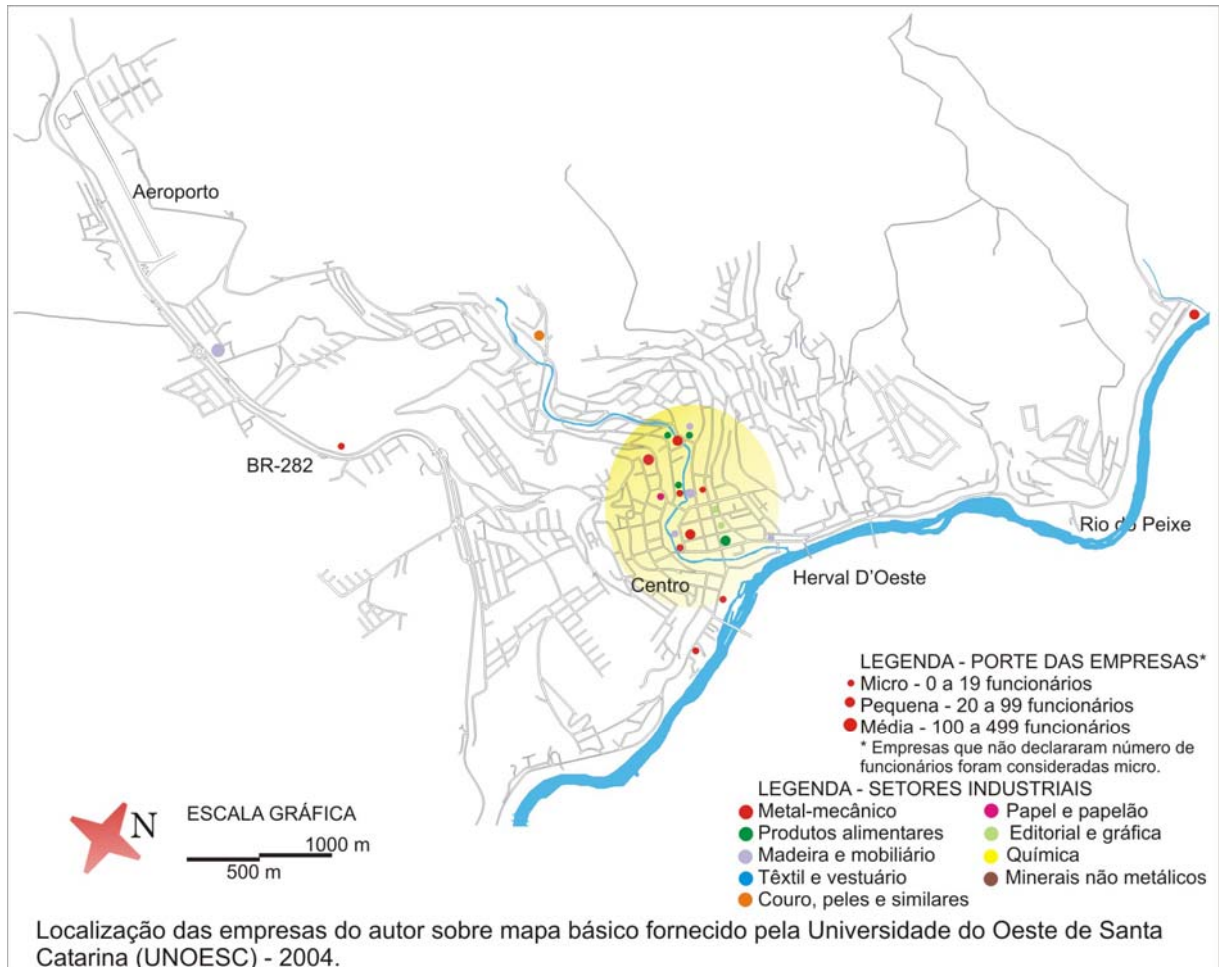 Aeroporto
BR-282
Rio do Peixe
Centro
Herval D'Oeste
LEGENDA - PORTE DAS EMPRESAS*
Micro - 0 a 19 funcionários
Pequena - 20 a 99 funcionários
Média - 100 a 499 funcionários
* Empresas que não declararam número de
funcionários foram consideradas micro.
LEGENDA - SETORES INDUSTRIAIS
Metal-mecânico
Produtos alimentares
Madeira e mobiliário
Têxtil e vestuário
Couro, peles e similares
Papel e papelão
Editorial e gráfica
Química
Minerais não metálicos
N
ESCALA GRÁFICA
1000 m
500 m
Localização das empresas do autor sobre mapa básico fornecido pela Universidade do Oeste de Santa
Catarina (UNOESC) - 2004.